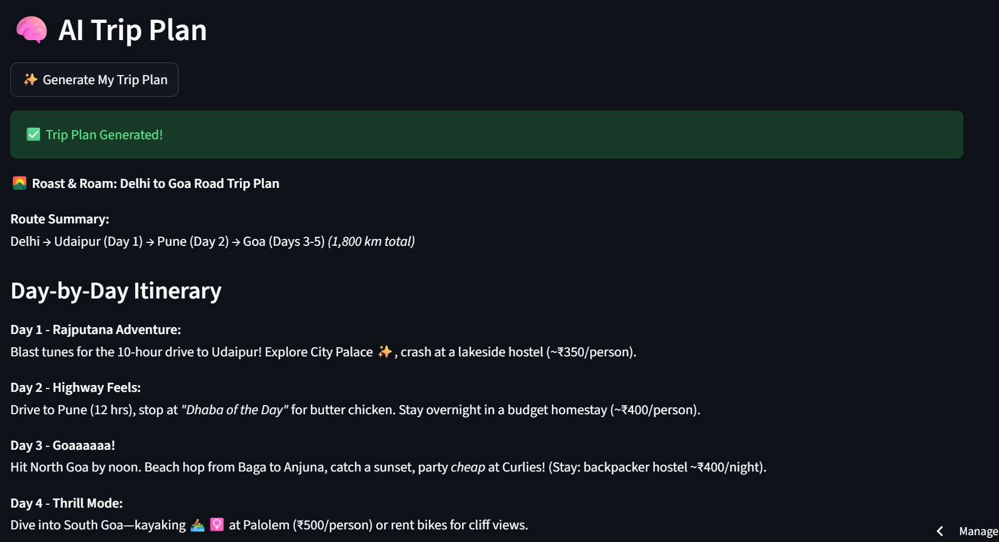 🧠 AI Trip Plan
✨ Generate My Trip Plan
✅ Trip Plan Generated!
🌄 Roast & Roam: Delhi to Goa Road Trip Plan
Route Summary:
Delhi → Udaipur (Day 1) → Pune (Day 2) → Goa (Days 3-5) (1,800 km total)
Day-by-Day Itinerary
Day 1 - Rajputana Adventure:
Blast tunes for the 10-hour drive to Udaipur! Explore City Palace ✨, crash at a lakeside hostel (~₹350/person).
Day 2 - Highway Feels:
Drive to Pune (12 hrs), stop at "Dhaba of the Day" for butter chicken. Stay overnight in a budget homestay (~₹400/person).
Day 3 - Goaaaaaa!
Hit North Goa by noon. Beach hop from Baga to Anjuna, catch a sunset, party cheap at Curlies! (Stay: backpacker hostel ~₹400/night).
Day 4 - Thrill Mode:
Dive into South Goa—kayaking 🚣♀ at Palolem (₹500/person) or rent bikes for cliff views.
Manage